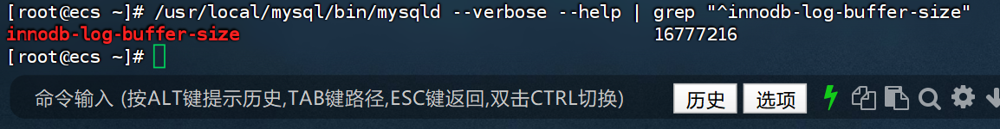 [root@ecs ~]# /usr/local/mysql/bin/mysqld --verbose --help | grep "^innodb-log-buffer-size"
innodb-log-buffer-size 16777216
[root@ecs ~]#
命令输入 (按ALT键提示历史,TAB键路径,ESC键返回,双击CTRL切换) 历史 选项